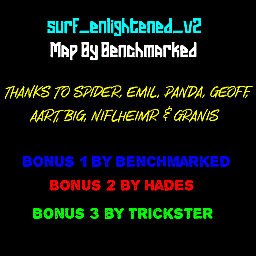 surf_enlightened_v2
Map By Benchmarked
THANKS TO SPIDER, EMIL, PANDA, GEOFF,
AART, BIG, NIFLHEIMR & GRANIS
BONUS 1 BY BENCHMARKED
BONUS 2 BY HADES
BONUS 3 BY TRICKSTER